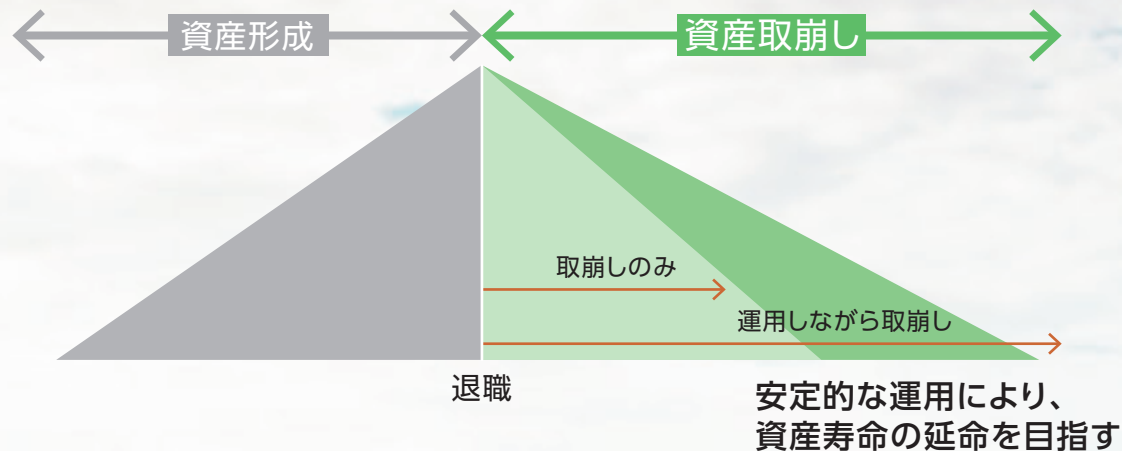 資産形成
資産取崩し
取崩しのみ
運用しながら取崩し
退職
安定的な運用により、
資産寿命の延命を目指す